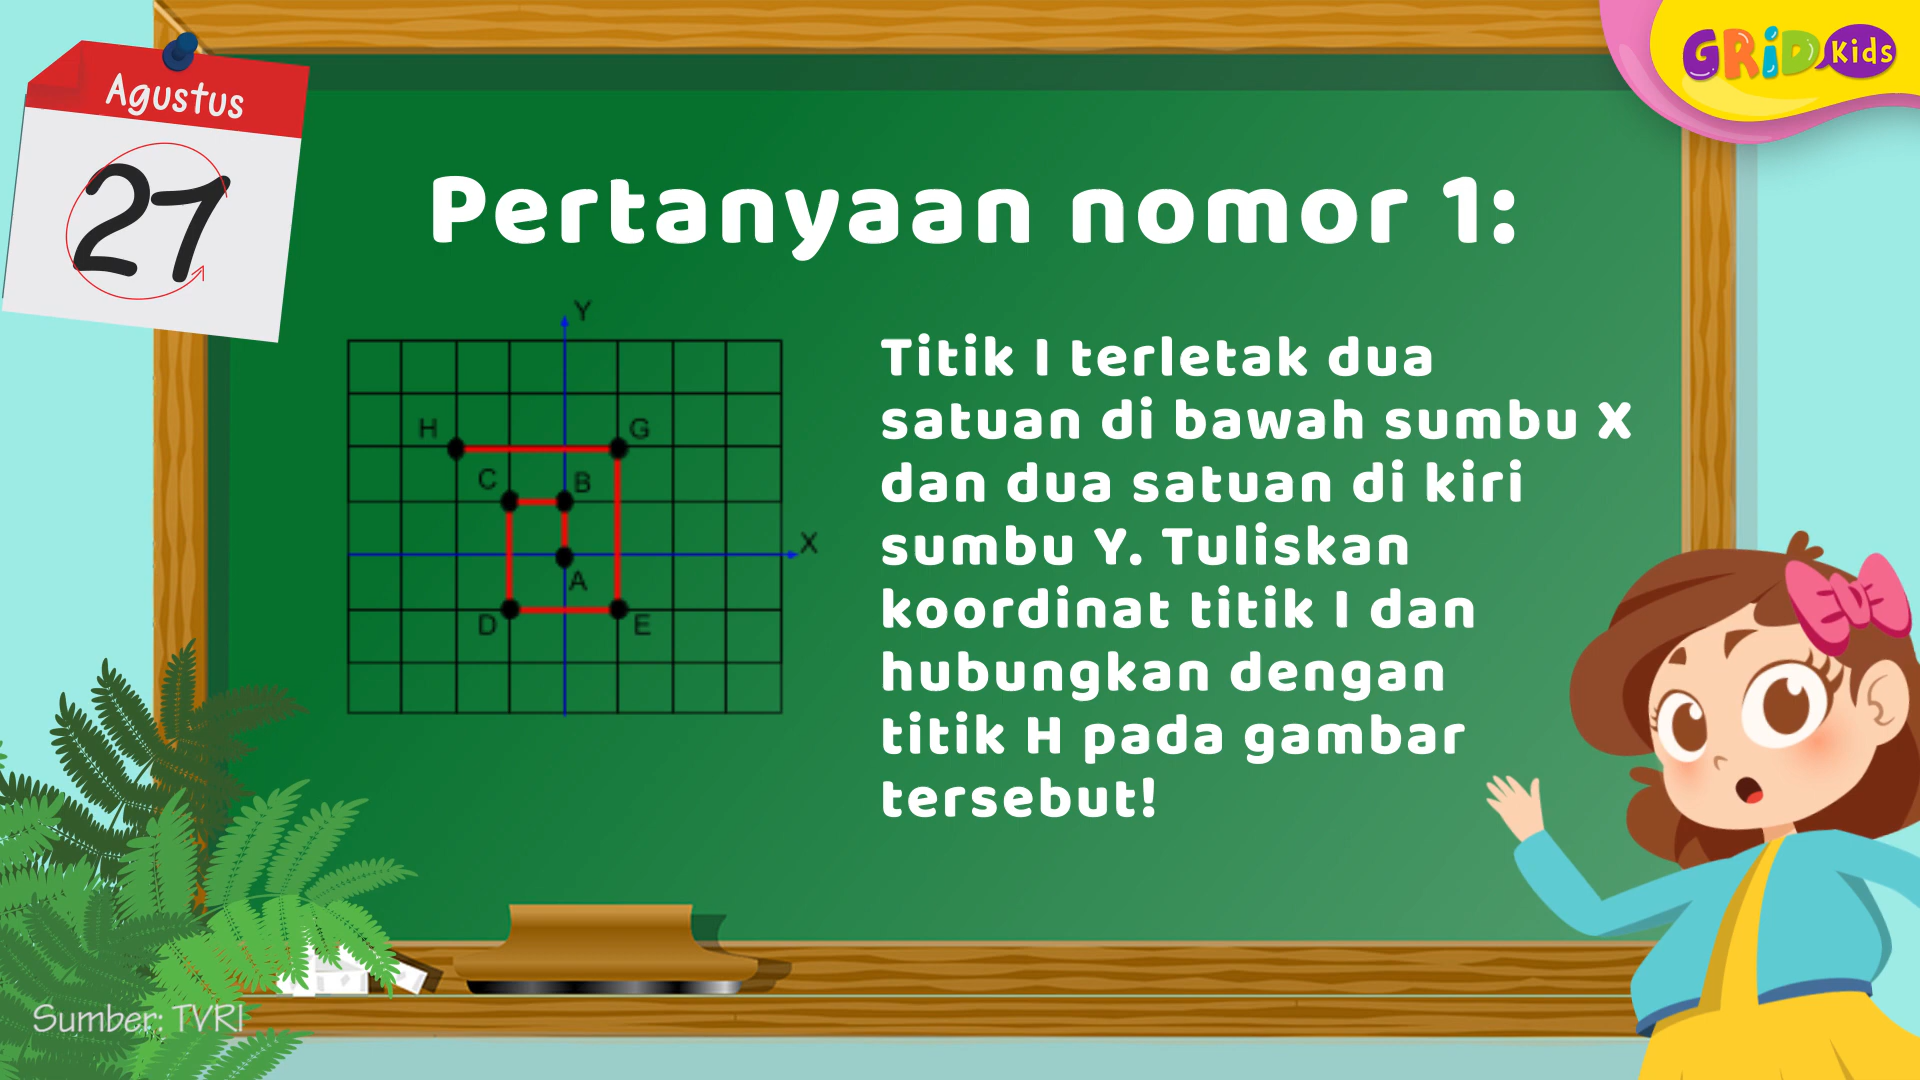 Agustus
27
GRiD Kids
Pertanyaan nomor 1:
Y
H
G
C
B
X
A
D
E
Titik I terletak dua
satuan di bawah sumbu X
dan dua satuan di kiri
sumbu Y. Tuliskan
koordinat titik I dan
hubungkan dengan
titik H pada gambar
tersebut!
Sumber: TVRI